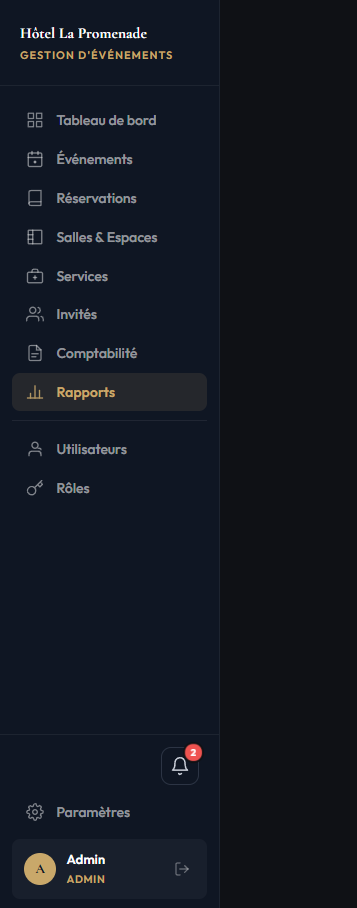 Hôtel La Promenade
GESTION D'ÉVÉNEMENTS
Tableau de bord
Événements
Réservations
Salles & Espaces
Services
Invités
Comptabilité
Rapports
Utilisateurs
Rôles
2
Paramètres
A
Admin
ADMIN